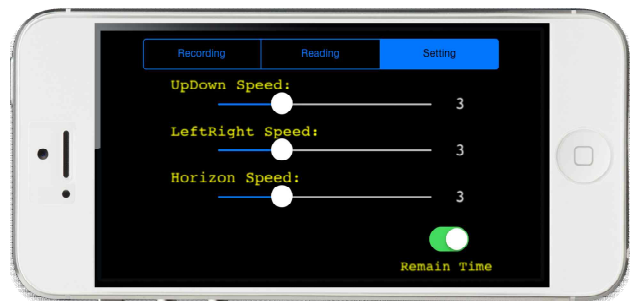 Recording Reading Setting
UpDown Speed:
3
LeftRight Speed:
3
Horizon Speed:
3
Remain Time